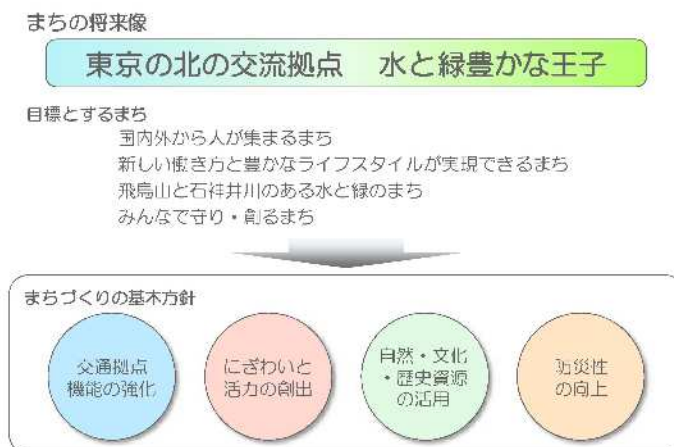 まちの将来像
東京の北の交流拠点　水と緑豊かな王子
目標とするまち
国内外から人が集まるまち
新しい働き方と豊かなライフスタイルが実現できるまち
飛鳥山と石神井川のある水と緑のまち
みんなで守り・創るまち
まちづくりの基本方針
交通拠点
機能の強化
にぎわいと
活力の創出
自然・文化
・歴史資源
の活用
防災性
の向上